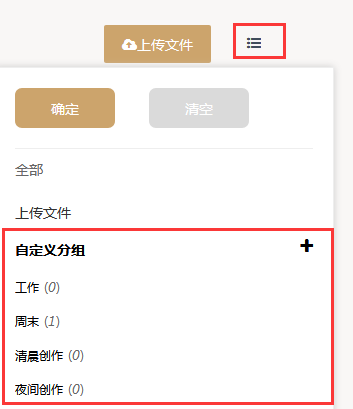 上传文件
确定 清空
全部
上传文件
自定义分组
工作 (0)
周末 (1)
清晨创作 (0)
夜间创作 (0)